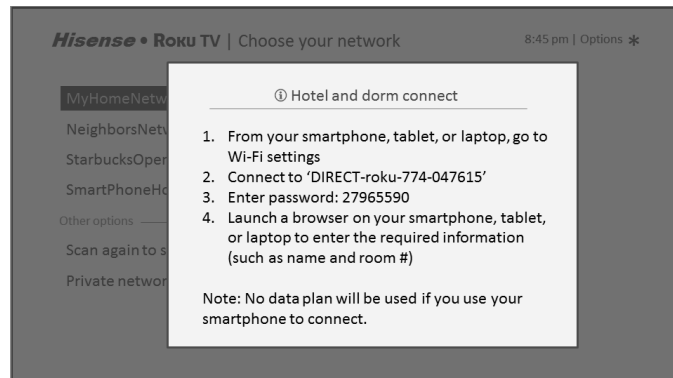 Hisense • ROKU TV | Choose your network
8:45 pm | Options ✱
ⓘ Hotel and dorm connect
MyHomeNetw
NeighborsNetv
StarbucksOper
SmartPhoneHo
Other options
Scan again to s
Private networ
1. From your smartphone, tablet, or laptop, go to
Wi-Fi settings
2. Connect to ‘DIRECT-roku-774-047615’
3. Enter password: 27965590
4. Launch a browser on your smartphone, tablet,
or laptop to enter the required information
(such as name and room #)
Note: No data plan will be used if you use your
smartphone to connect.